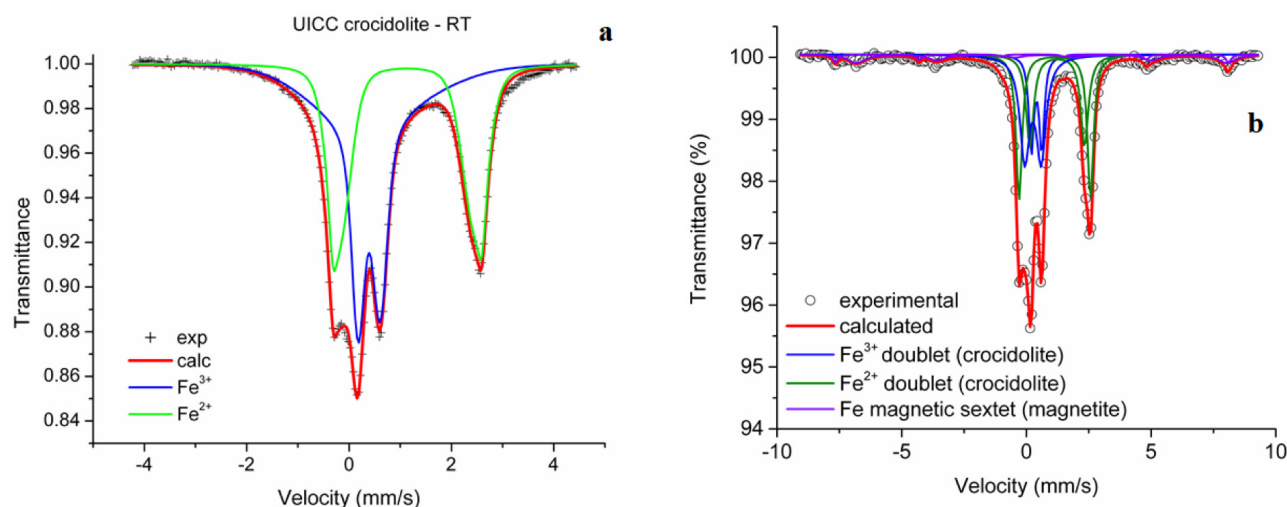 UICC crocidolite - RT
a
1.00
0.98
0.96
0.94
0.92
0.90
0.88
0.86
0.84
Transmittance
exp
calc
Fe³⁺
Fe²⁺
-4 -2 0 2 4
Velocity (mm/s)
b
100
99
98
97
96
95
94
Transmittance (%)
experimental
calculated
Fe³⁺ doublet (crocidolite)
Fe²⁺ doublet (crocidolite)
Fe magnetic sextet (magnetite)
-10 -5 0 5 10
Velocity (mm/s)